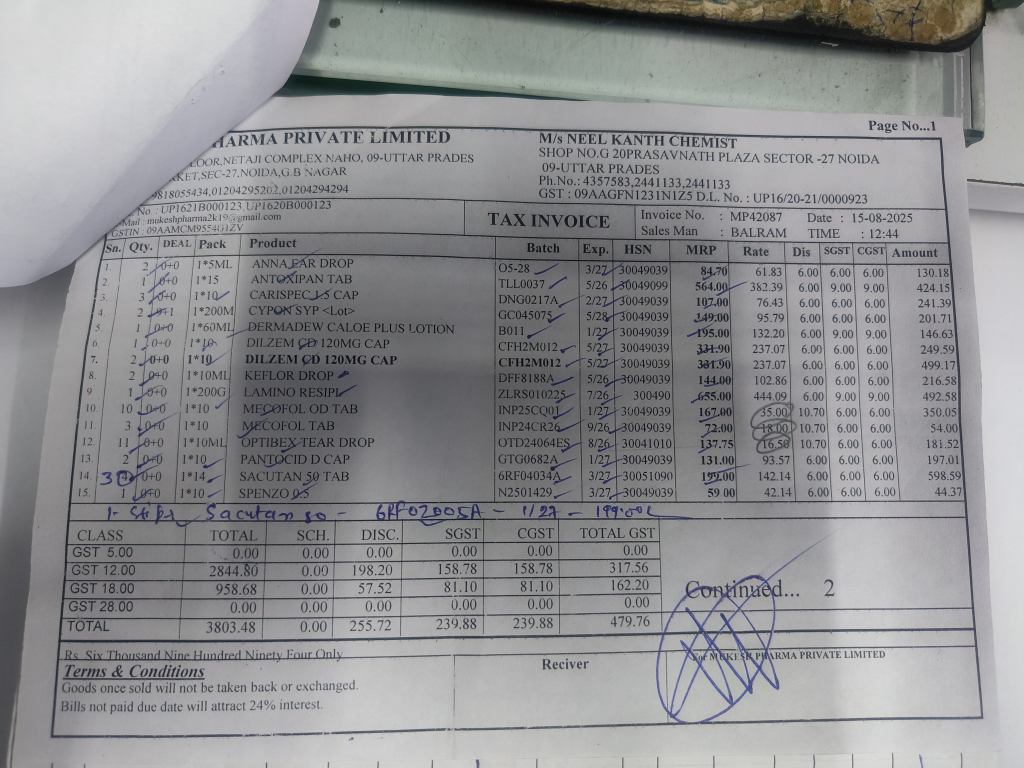 Page No...1
HARMA PRIVATE LIMITED
M/s NEEL KANTH CHEMIST
LOOR,NETAJI COMPLEX NAHO, 09-UTTAR PRADES
SHOP NO.G 20PRASAVNATH PLAZA SECTOR -27 NOIDA
KET,SEC-27,NOIDA,G.B NAGAR
09-UTTAR PRADES
9818055434,01204295202,01204294294
Ph.No.: 4357583,2441133,2441133
GST : 09AAGFN1231N1Z5 D.L. No. : UP16/20-21/0000923
No : UP1621B000123,UP1620B000123
Mail : mukeshpharma2k19@gmail.com
GSTIN : 09AAMCM9554G1ZV
TAX INVOICE
Invoice No. : MP42087 Date : 15-08-2025
Sales Man : BALRAM TIME : 12:44
Sn. Qty. DEAL Pack Product Batch Exp. HSN MRP Rate Dis SGST CGST Amount
1. 2 0+0 1*5ML ANNA EAR DROP O5-28 3/27 30049039 84.70 61.83 6.00 6.00 6.00 130.18
2. 1 0+0 1*15 ANTOXIPAN TAB TLL0037 5/26 30049099 564.00 382.39 6.00 9.00 9.00 424.15
3. 3 0+0 1*10 CARISPEC 1.5 CAP DNG0217A 2/27 30049039 107.00 76.43 6.00 6.00 6.00 241.39
4. 2 9+1 1*200M CYPON SYP <Lot> GC045075 5/28 30049039 149.00 95.79 6.00 6.00 6.00 201.71
5. 1 0+0 1*60ML DERMADEW CALOE PLUS LOTION B011 1/27 30049039 195.00 132.20 6.00 9.00 9.00 146.63
6. 1 0+0 1*10 DILZEM CD 120MG CAP CFH2M012 5/27 30049039 331.90 237.07 6.00 6.00 6.00 249.59
7. 2 0+0 1*10 DILZEM CD 120MG CAP CFH2M012 5/27 30049039 331.90 237.07 6.00 6.00 6.00 499.17
8. 2 0+0 1*10ML KEFLOR DROP DFF8188A 5/26 30049039 144.00 102.86 6.00 6.00 6.00 216.58
9 1 0+0 1*200G LAMINO RESIPL ZLRS010225 7/26 300490 655.00 444.09 6.00 9.00 9.00 492.58
10. 10 0+0 1*10 MECOFOL OD TAB INP25CQ01 1/27 30049039 167.00 35.00 10.70 6.00 6.00 350.05
11. 3 0+0 1*10 MECOFOL TAB INP24CR26 9/26 30049039 72.00 18.00 10.70 6.00 6.00 54.00
12. 11 0+0 1*10ML OPTIBEX TEAR DROP OTD24064ES 8/26 30041010 137.75 16.50 10.70 6.00 6.00 181.52
13. 2 0+0 1*10 PANTOCID D CAP GTG0682A 1/27 30049039 131.00 93.57 6.00 6.00 6.00 197.01
14. 3 1*14 SACUTAN 50 TAB 6RF04034A 3/27 30051090 199.00 142.14 6.00 6.00 6.00 598.59
15. 1 0+0 1*10 SPENZO 0.5 N2501429 3/27 30049039 59.00 42.14 6.00 6.00 6.00 44.37
1- Sacutan 50 - 6RF02005A - 1/27 - 199.00
CLASS TOTAL SCH. DISC. SGST CGST TOTAL GST
GST 5.00 0.00 0.00 0.00 0.00 0.00 0.00
GST 12.00 2844.80 0.00 198.20 158.78 158.78 317.56
GST 18.00 958.68 0.00 57.52 81.10 81.10 162.20
GST 28.00 0.00 0.00 0.00 0.00 0.00 0.00
TOTAL 3803.48 0.00 255.72 239.88 239.88 479.76
Continued... 2
Rs. Six Thousand Nine Hundred Ninety Four Only
Terms & Conditions
Goods once sold will not be taken back or exchanged.
Bills not paid due date will attract 24% interest.
Reciver
For MUKESH PHARMA PRIVATE LIMITED